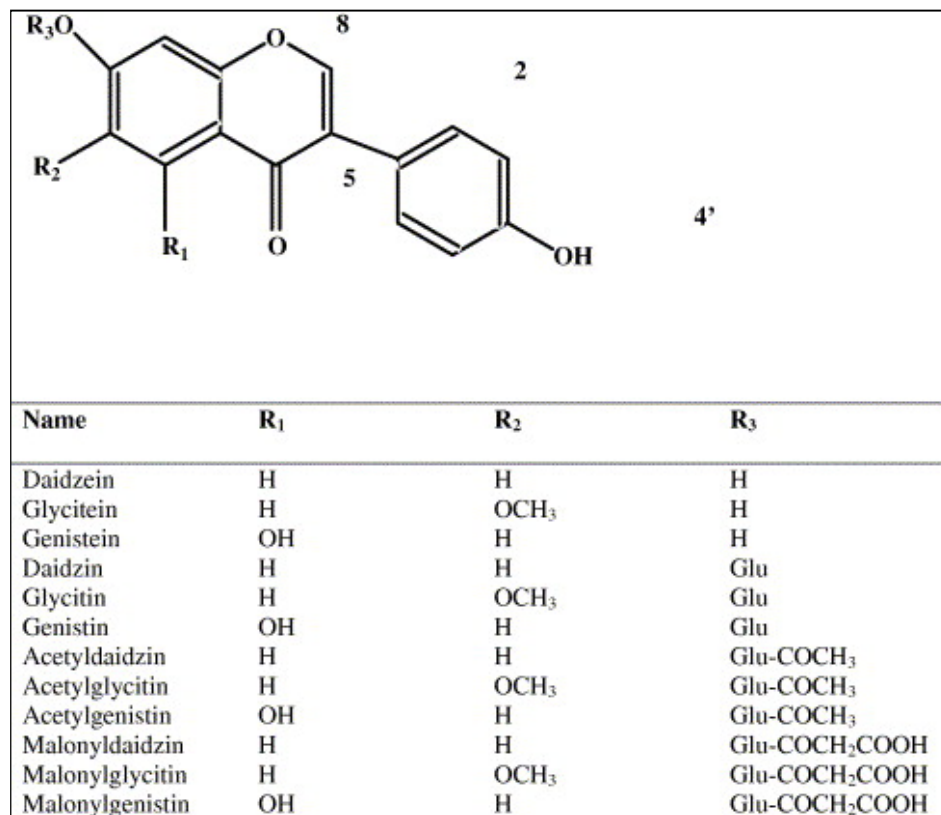 R₃O
O
8
2
R₂
5
R₁
O
4’
OH
Name R₁ R₂ R₃
Daidzein H H H
Glycitein H OCH₃ H
Genistein OH H H
Daidzin H H Glu
Glycitin H OCH₃ Glu
Genistin OH H Glu
Acetyldaidzin H H Glu-COCH₃
Acetylglycitin H OCH₃ Glu-COCH₃
Acetylgenistin OH H Glu-COCH₃
Malonyldaidzin H H Glu-COCH₂COOH
Malonylglycitin H OCH₃ Glu-COCH₂COOH
Malonylgenistin OH H Glu-COCH₂COOH